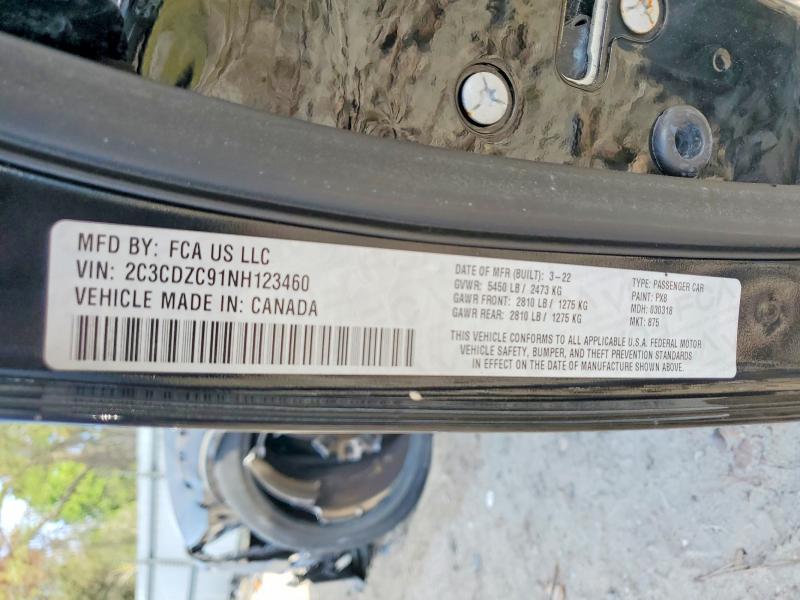 MFD BY: FCA US LLC
VIN: 2C3CDZC91NH123460
VEHICLE MADE IN: CANADA
DATE OF MFR (BUILT): 3-22
GVWR: 5450 LB / 2473 KG
GAWR FRONT: 2810 LB / 1275 KG
GAWR REAR: 2810 LB / 1275 KG
TYPE: PASSENGER CAR
PAINT: PX8
MDH: 030318
MKT: 875
THIS VEHICLE CONFORMS TO ALL APPLICABLE U.S.A. FEDERAL MOTOR
VEHICLE SAFETY, BUMPER, AND THEFT PREVENTION STANDARDS
IN EFFECT ON THE DATE OF MANUFACTURE SHOWN ABOVE.